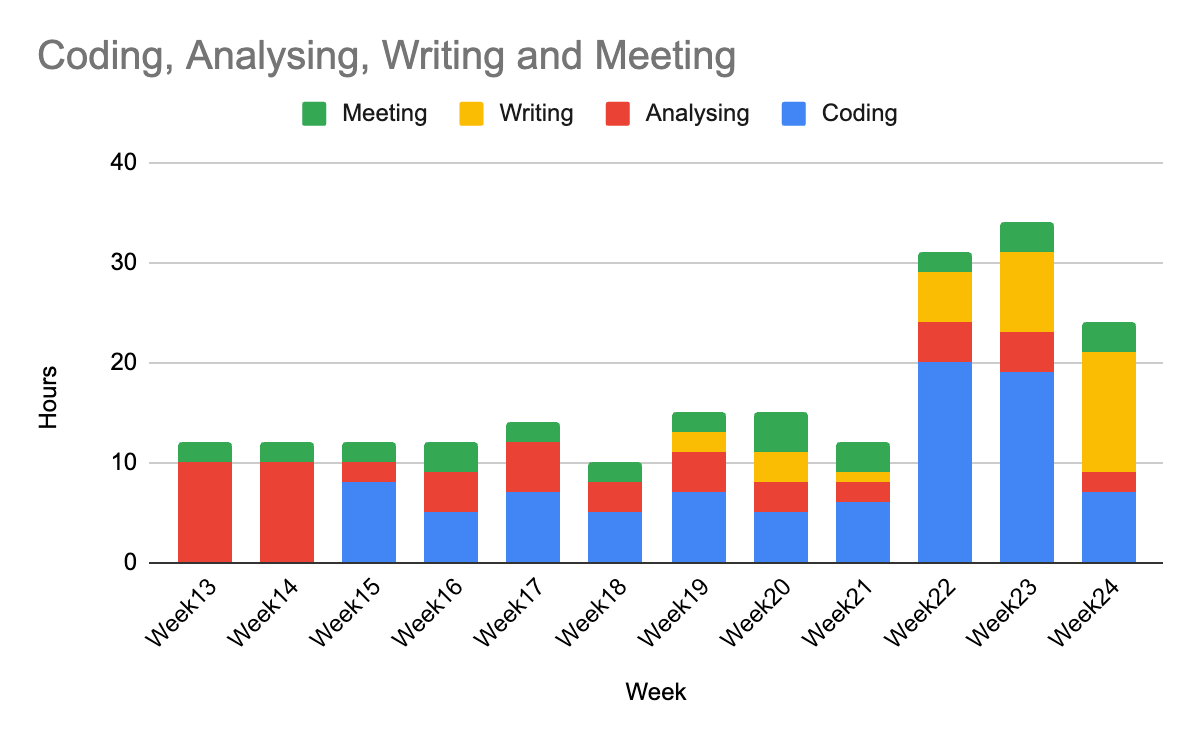 Coding, Analysing, Writing and Meeting
Meeting Writing Analysing Coding
40
30
20
10
0
Hours
Week13 Week14 Week15 Week16 Week17 Week18 Week19 Week20 Week21 Week22 Week23 Week24
Week